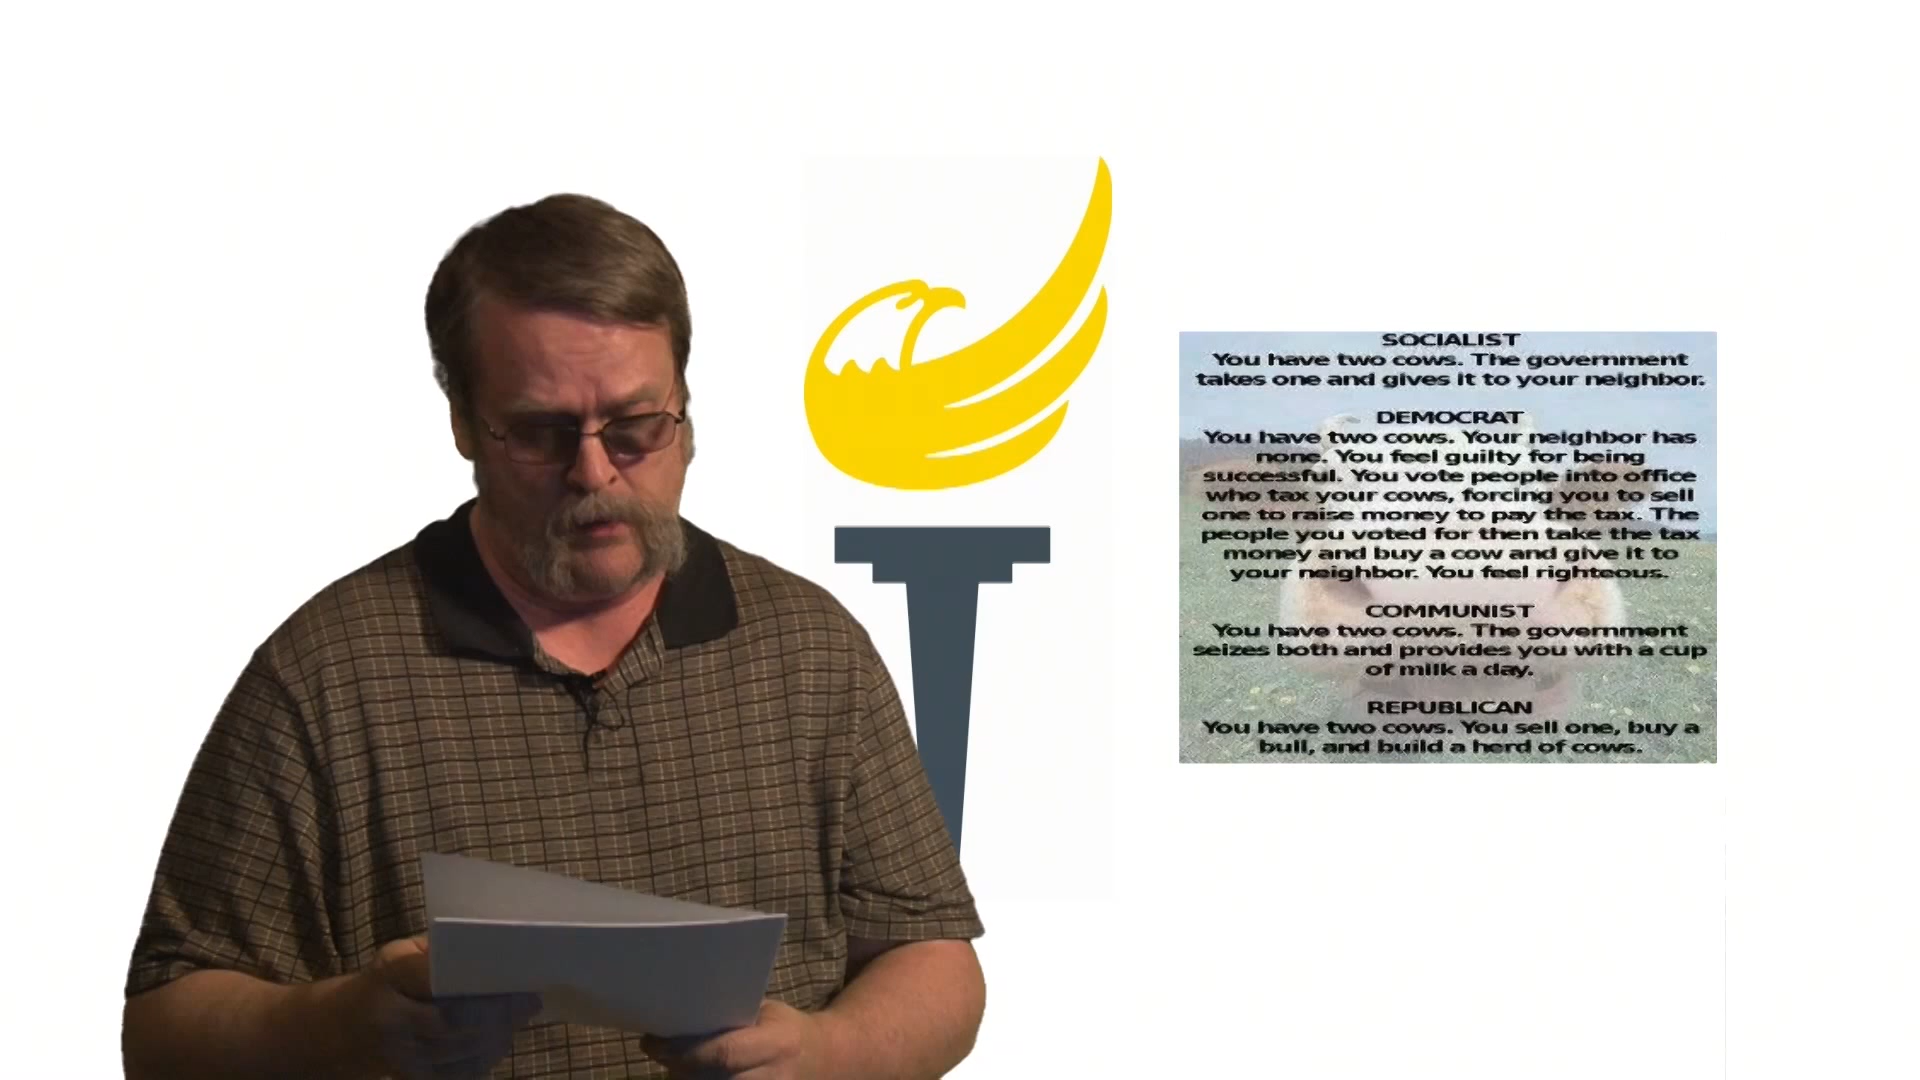 SOCIALIST
You have two cows. The government
takes one and gives it to your neighbor.
DEMOCRAT
You have two cows. Your neighbor has
none. You feel guilty for being
successful. You vote people into office
who tax your cows, forcing you to sell
one to raise money to pay the tax. The
people you voted for then take the tax
money and buy a cow and give it to
your neighbor. You feel righteous.
COMMUNIST
You have two cows. The government
seizes both and provides you with a cup
of milk a day.
REPUBLICAN
You have two cows. You sell one, buy a
bull, and build a herd of cows.